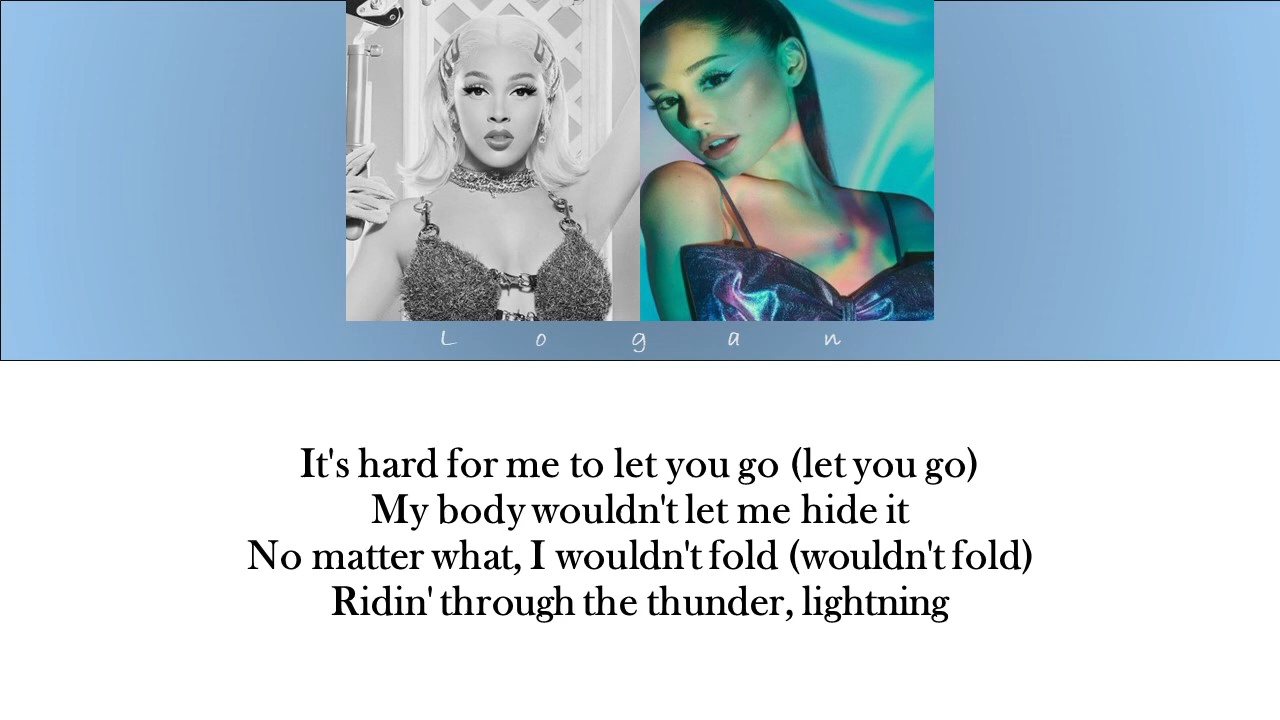 L o g a n
It's hard for me to let you go (let you go)
My body wouldn't let me hide it
No matter what, I wouldn't fold (wouldn't fold)
Ridin' through the thunder, lightning